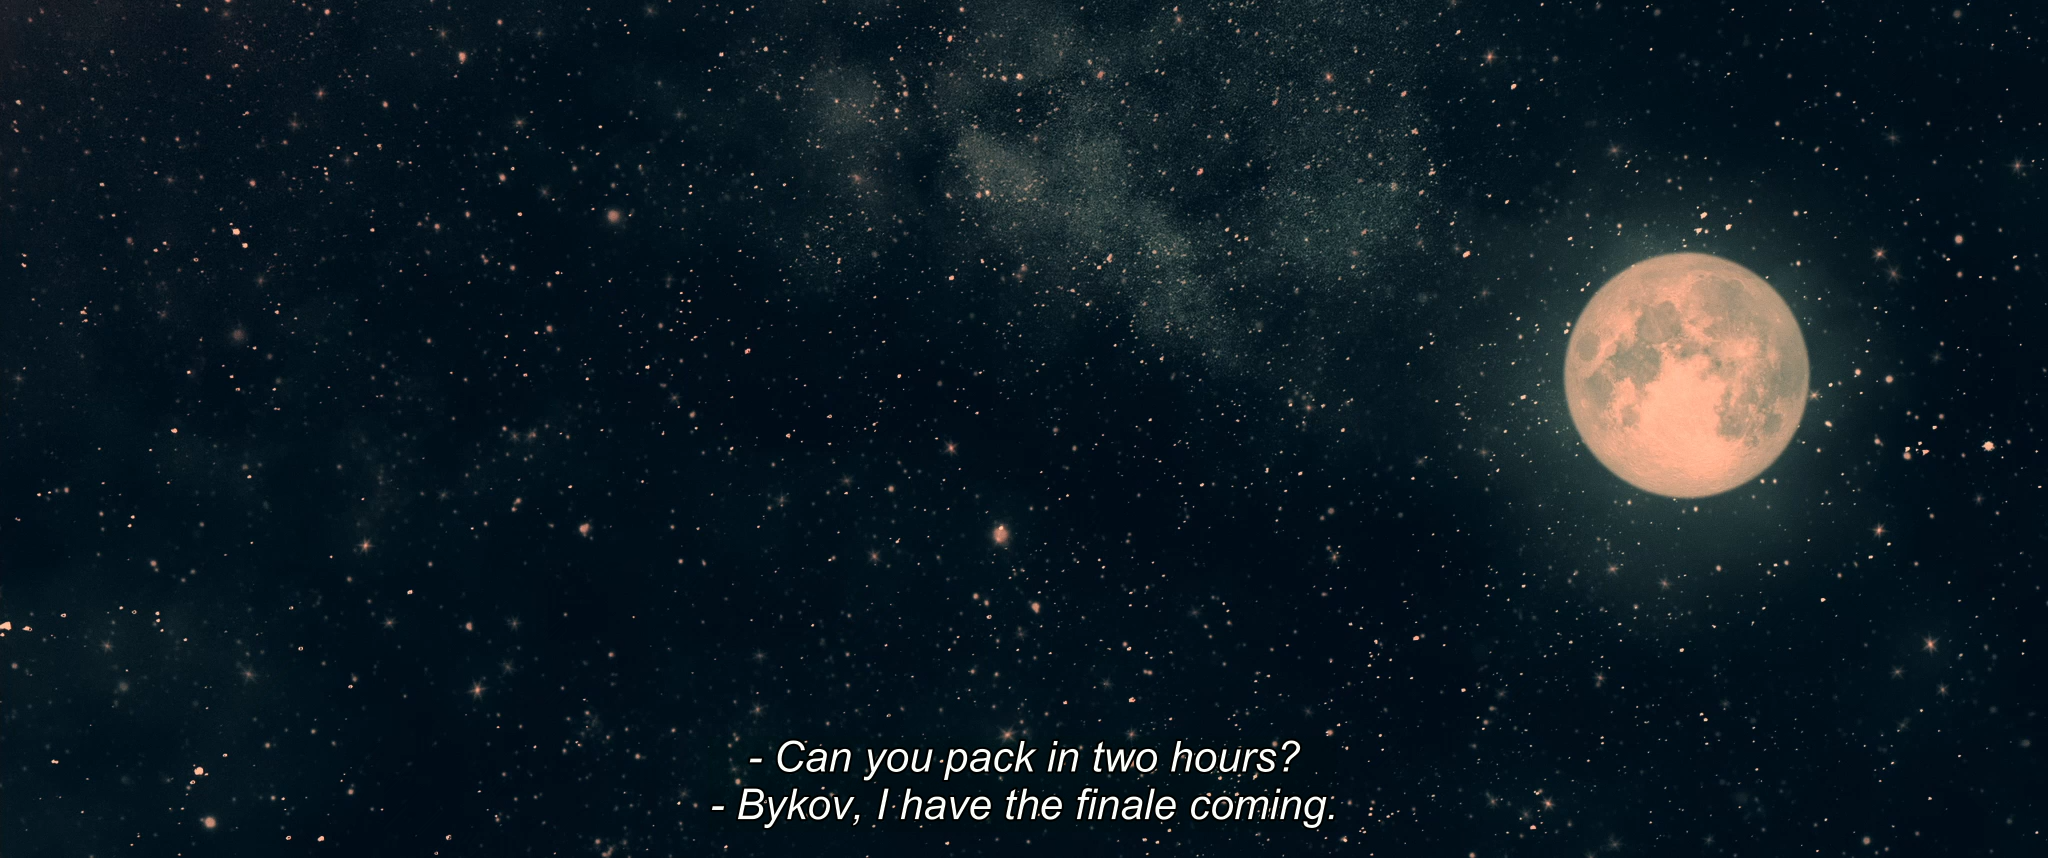 - Can you pack in two hours?
- Bykov, I have the finale coming.